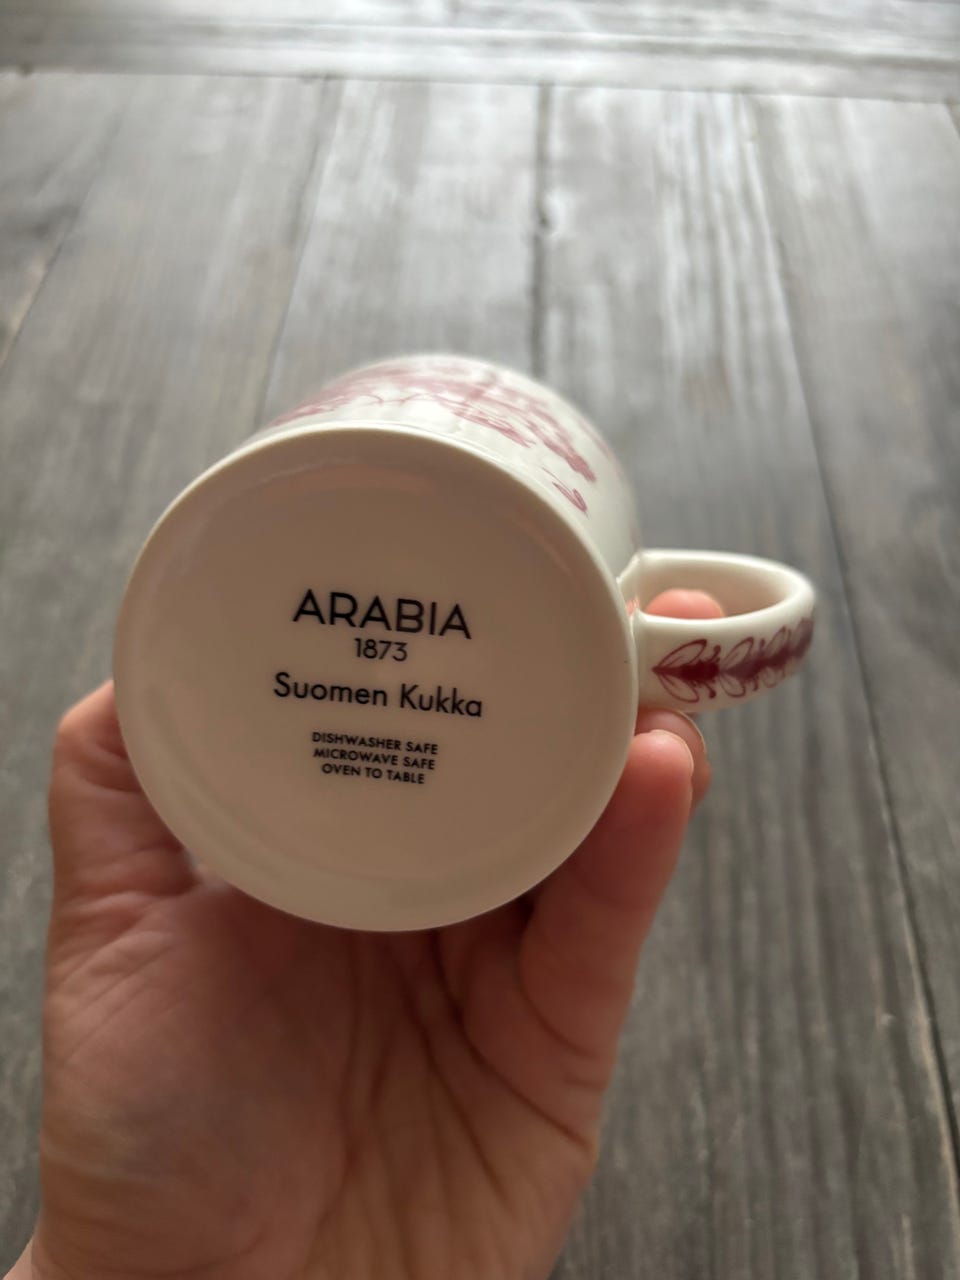 ARABIA
1873
Suomen Kukka
DISHWASHER SAFE
MICROWAVE SAFE
OVEN TO TABLE